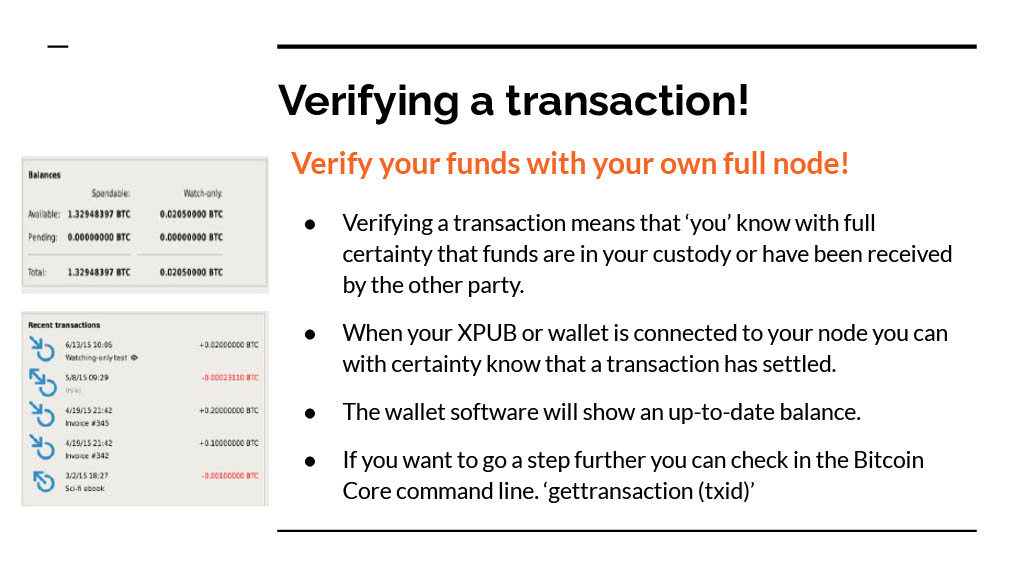 Verifying a transaction!
Verify your funds with your own full node!
Balances
Spendable: Watch-only:
Available: 1.32948397 BTC 0.02050000 BTC
Pending: 0.00000000 BTC 0.00000000 BTC
Total: 1.32948397 BTC 0.02050000 BTC
Recent transactions
6/13/15 10:05 +0.02000000 BTC
Watching-only test
5/8/15 09:29 -0.00023110 BTC
(n/a)
4/19/15 21:42 +0.20000000 BTC
Invoice #345
4/19/15 21:42 +0.10000000 BTC
Invoice #342
3/2/15 18:27 -0.00100000 BTC
Sci-fi ebook
● Verifying a transaction means that ‘you’ know with full
certainty that funds are in your custody or have been received
by the other party.
● When your XPUB or wallet is connected to your node you can
with certainty know that a transaction has settled.
● The wallet software will show an up-to-date balance.
● If you want to go a step further you can check in the Bitcoin
Core command line. ‘gettransaction (txid)’